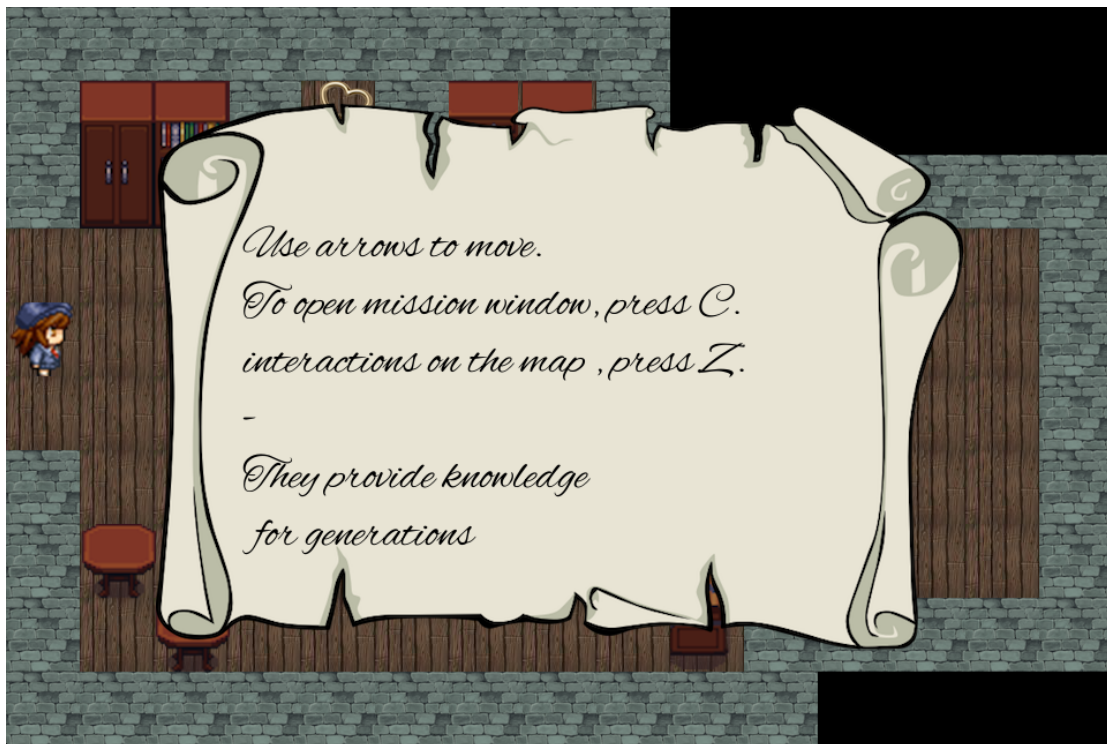 Use arrows to move.
To open mission window, press C.
interactions on the map , press Z.
-
They provide knowledge
for generations